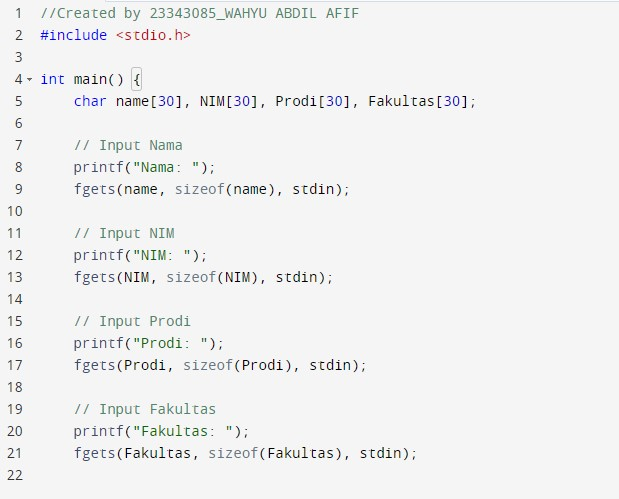 1 //Created by 23343085_WAHYU ABDIL AFIF
2 #include <stdio.h>
3
4 int main() {
5     char name[30], NIM[30], Prodi[30], Fakultas[30];
6
7     // Input Nama
8     printf("Nama: ");
9     fgets(name, sizeof(name), stdin);
10
11     // Input NIM
12     printf("NIM: ");
13     fgets(NIM, sizeof(NIM), stdin);
14
15     // Input Prodi
16     printf("Prodi: ");
17     fgets(Prodi, sizeof(Prodi), stdin);
18
19     // Input Fakultas
20     printf("Fakultas: ");
21     fgets(Fakultas, sizeof(Fakultas), stdin);
22